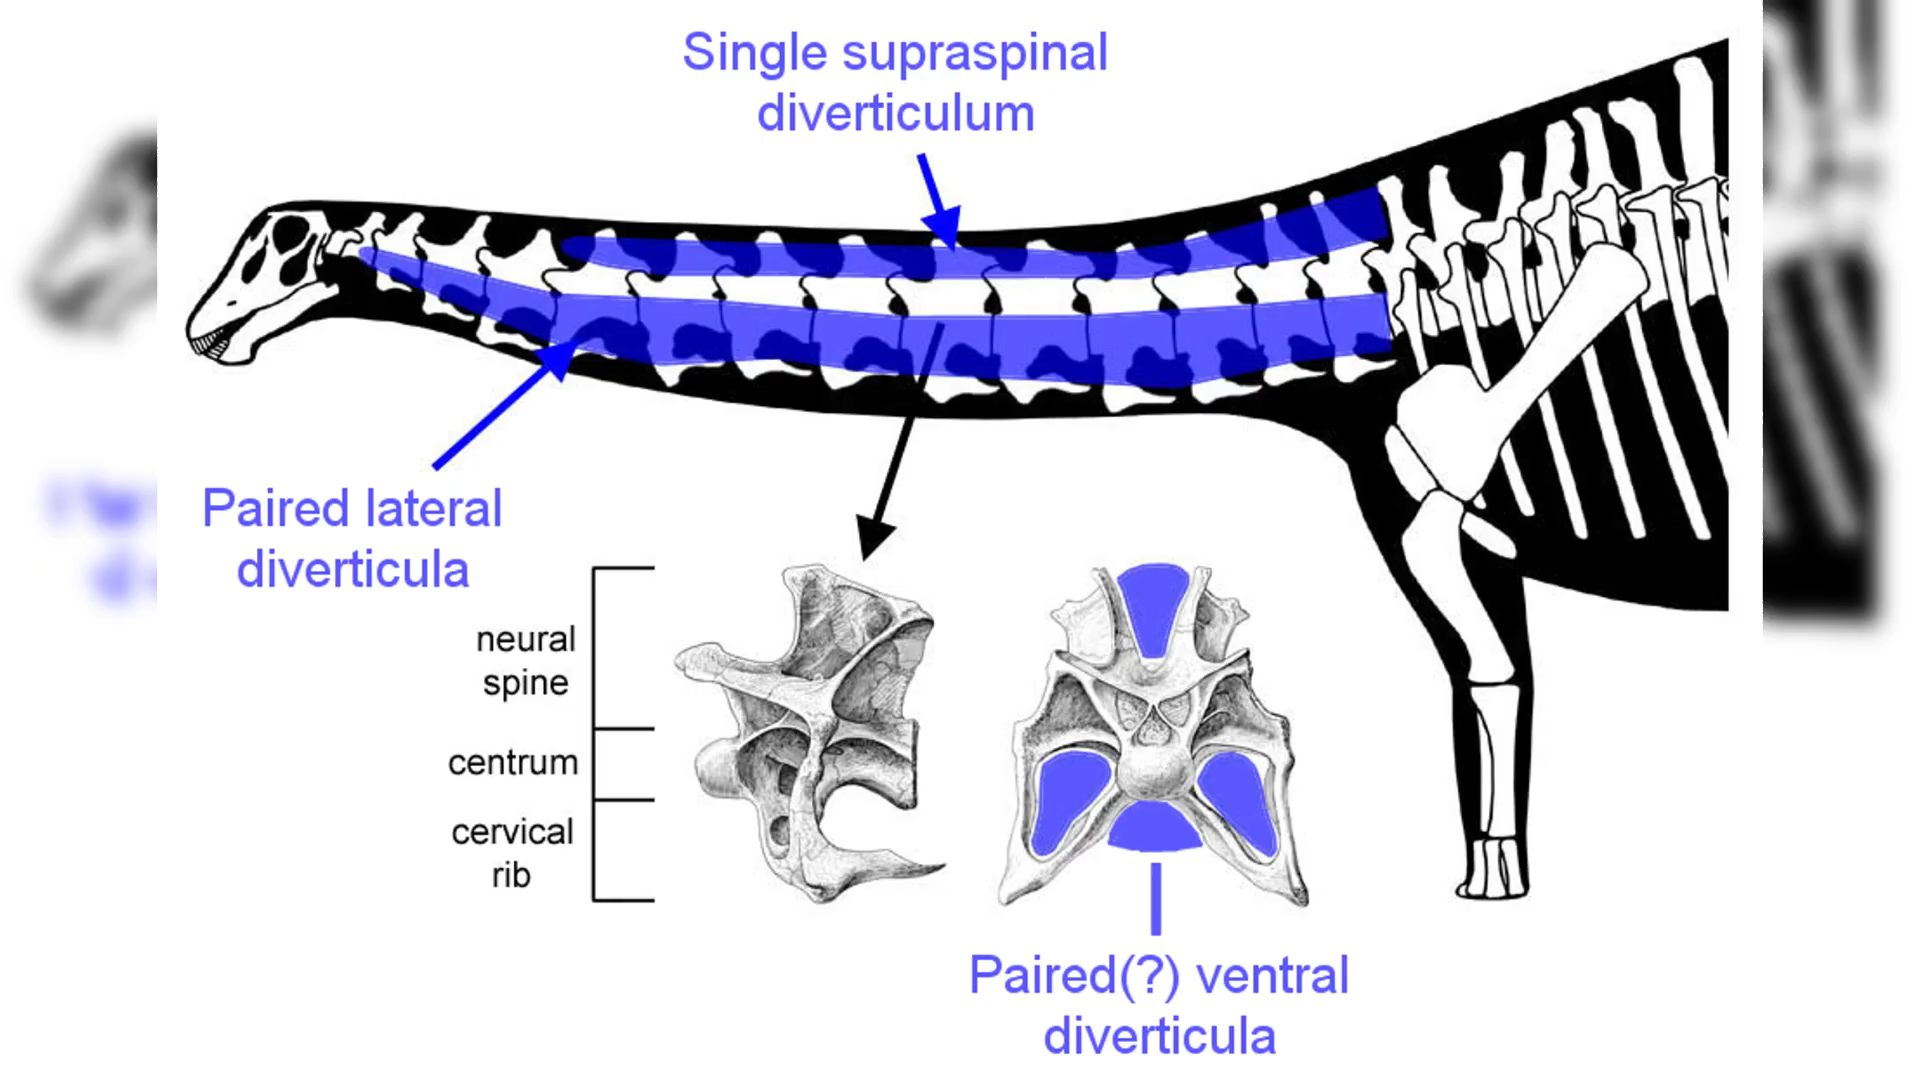 Single supraspinal
diverticulum
Paired lateral
diverticula
neural
spine
centrum
cervical
rib
Paired(?) ventral
diverticula